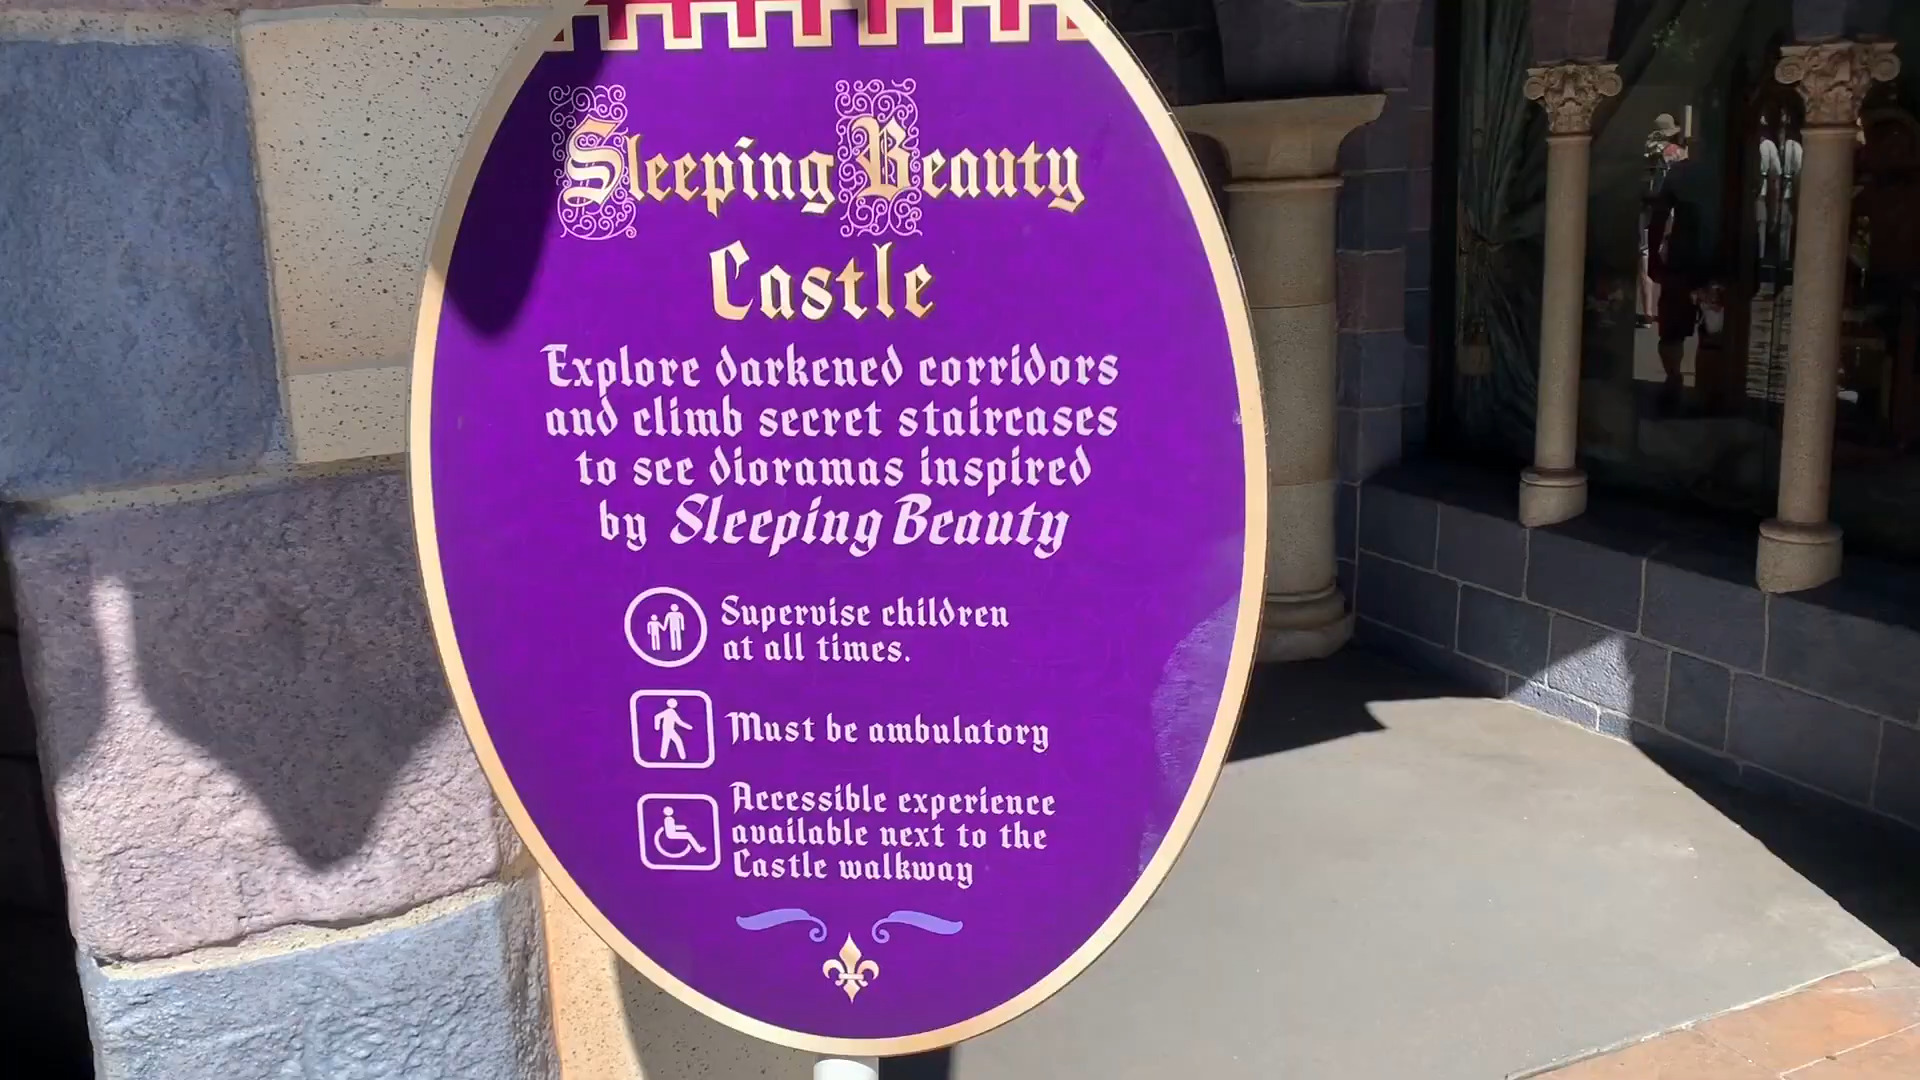 Sleeping Beauty
Castle
Explore darkened corridors
and climb secret staircases
to see dioramas inspired
by Sleeping Beauty
Supervise children
at all times.
Must be ambulatory
Accessible experience
available next to the
Castle walkway